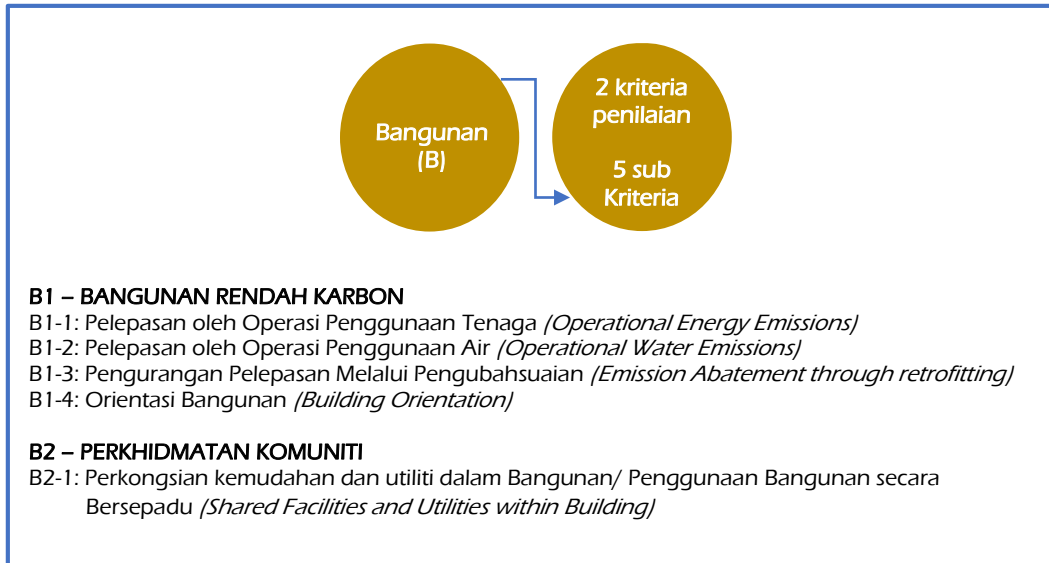 Bangunan
(B)
2 kriteria
penilaian
5 sub
Kriteria
B1 – BANGUNAN RENDAH KARBON
B1-1: Pelepasan oleh Operasi Penggunaan Tenaga (Operational Energy Emissions)
B1-2: Pelepasan oleh Operasi Penggunaan Air (Operational Water Emissions)
B1-3: Pengurangan Pelepasan Melalui Pengubahsuaian (Emission Abatement through retrofitting)
B1-4: Orientasi Bangunan (Building Orientation)
B2 – PERKHIDMATAN KOMUNITI
B2-1: Perkongsian kemudahan dan utiliti dalam Bangunan/ Penggunaan Bangunan secara
Bersepadu (Shared Facilities and Utilities within Building)